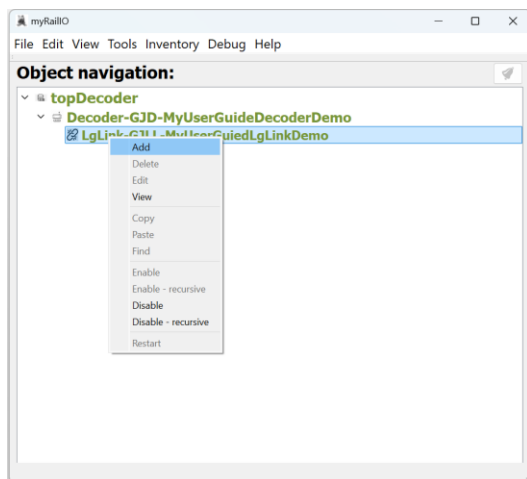 myRailIO
File Edit View Tools Inventory Debug Help
Object navigation:
topDecoder
Decoder-GJD-MyUserGuideDecoderDemo
LgLink-GJLL-MyUserGuiedLgLinkDemo
Add
Delete
Edit
View
Copy
Paste
Find
Enable
Enable - recursive
Disable
Disable - recursive
Restart